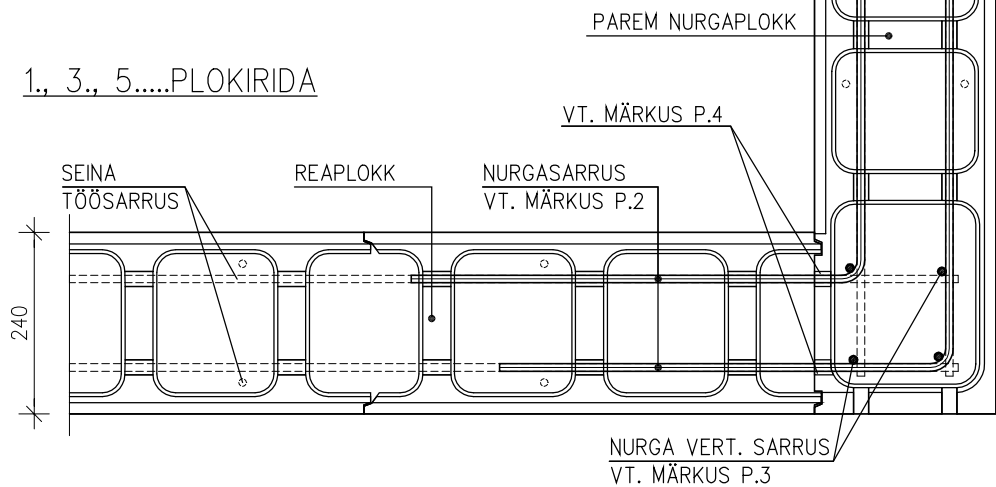 PAREM NURGAPLOKK
1., 3., 5.....PLOKIRIDA
VT. MÄRKUS P.4
SEINA
TÖÖSARRUS
REAPLOKK
NURGASARRUS
VT. MÄRKUS P.2
240
NURGA VERT. SARRUS
VT. MÄRKUS P.3